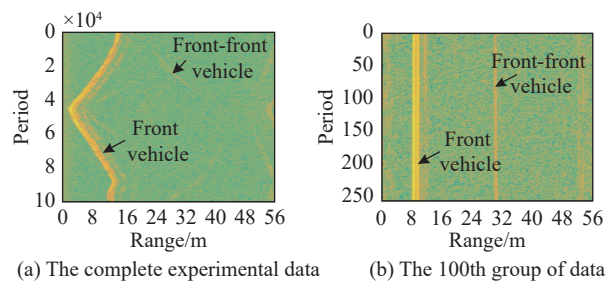 ×10⁴
0
2
4
6
8
10
Period
Front-front
vehicle
Front
vehicle
0 8 16 24 32 40 48 56
Range/m
(a) The complete experimental data
0
50
100
150
200
250
Period
Front-front
vehicle
Front
vehicle
0 8 16 24 32 40 48 56
Range/m
(b) The 100th group of data